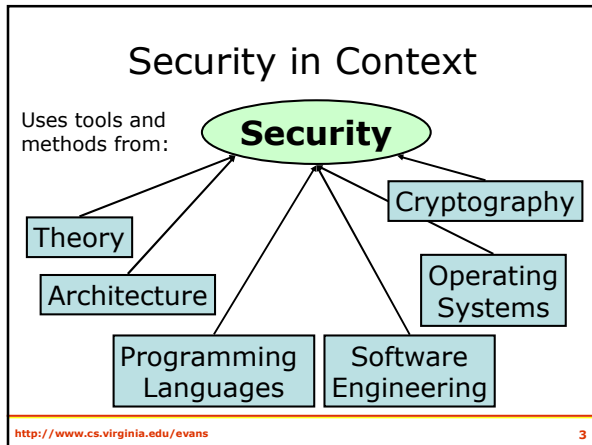 Security in Context
Uses tools and
methods from:
Security
Cryptography
Theory
Operating
Systems
Architecture
Programming
Languages
Software
Engineering
http://www.cs.virginia.edu/evans
3